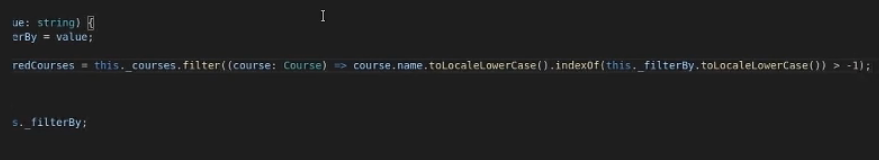 ue: string) {
erBy = value;
redCourses = this._courses.filter((course: Course) => course.name.toLocaleLowerCase().indexOf(this._filterBy.toLocaleLowerCase()) > -1);
s._filterBy;